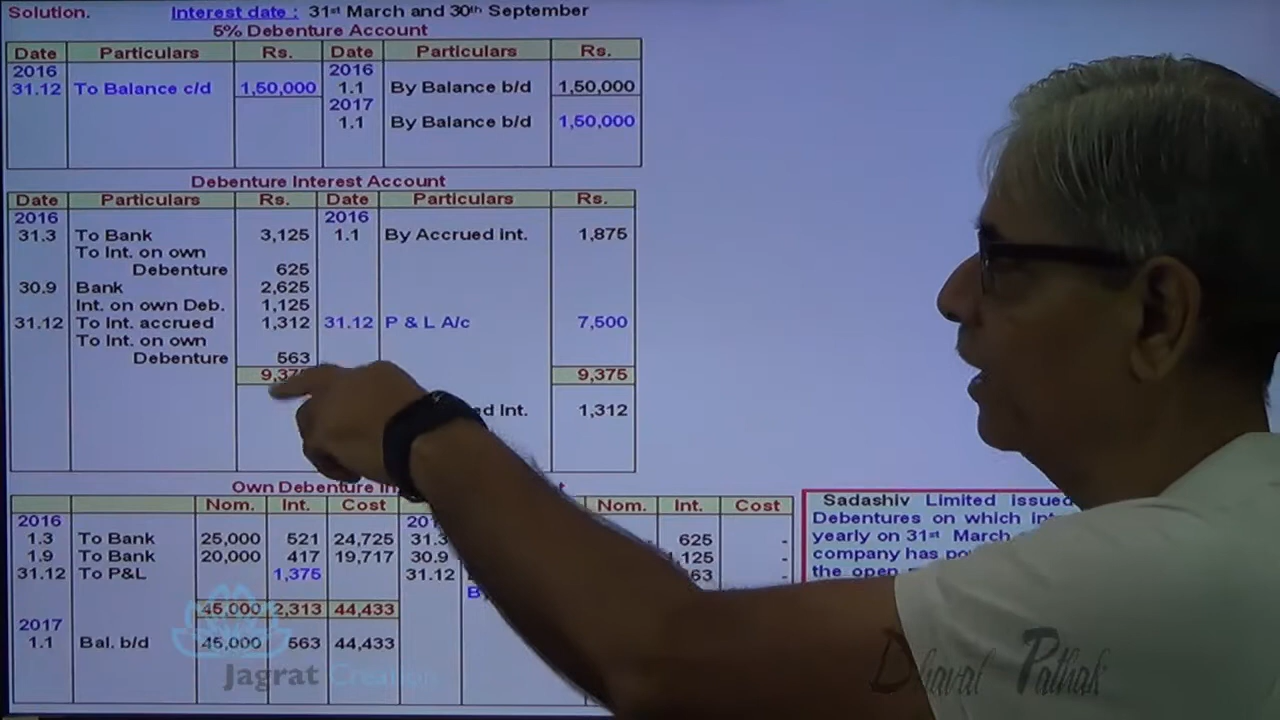 Solution. Interest date : 31st March and 30th September
5% Debenture Account
Date Particulars Rs. Date Particulars Rs.
2016 2016
31.12 To Balance c/d 1,50,000 1.1 By Balance b/d 1,50,000
2017
1.1 By Balance b/d 1,50,000
Debenture Interest Account
Date Particulars Rs. Date Particulars Rs.
2016 2016
31.3 To Bank 3,125 1.1 By Accrued int. 1,875
To Int. on own
Debenture 625
30.9 Bank 2,625
Int. on own Deb. 1,125
31.12 To Int. accrued 1,312 31.12 P & L A/c 7,500
To Int. on own
Debenture 563
9,375 9,375
Int. 1,312
Own Debenture
Nom. Int. Cost Nom. Int. Cost
2016
1.3 To Bank 25,000 521 24,725 31.3 625 -
1.9 To Bank 20,000 417 19,717 30.9 -
31.12 To P&L 1,375 31.12 -
45,000 2,313 44,433
2017
1.1 Bal. b/d 45,000 563 44,433
Sadashiv Limited issued
Debentures on which
yearly on 31st March
company has
the open
Jagrat Creation
Dhaval Pathak